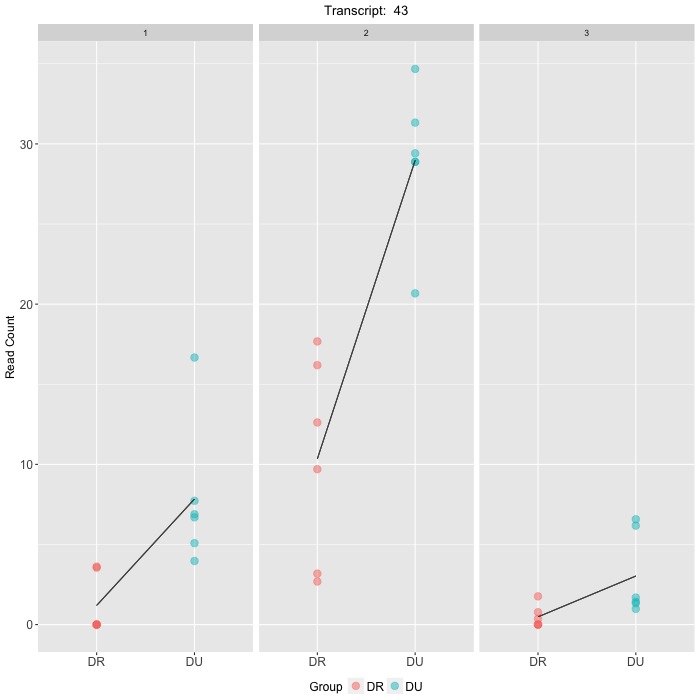 Transcript:  43
1 2 3
Read Count
30
20
10
0
DR DU DR DU DR DU
Group DR DU